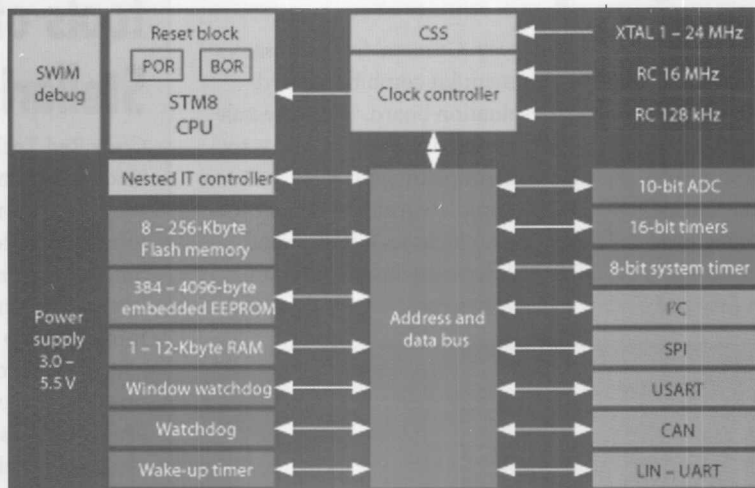 SWIM
debug
Reset block
POR
BOR
STM8
CPU
CSS
Clock controller
XTAL 1 – 24 MHz
RC 16 MHz
RC 128 kHz
Nested IT controller
8 – 256-Kbyte
Flash memory
384 – 4096-byte
embedded EEPROM
1 – 12-Kbyte RAM
Window watchdog
Watchdog
Wake-up timer
Power
supply
3.0 –
5.5 V
Address and
data bus
10-bit ADC
16-bit timers
8-bit system timer
I²C
SPI
USART
CAN
LIN – UART